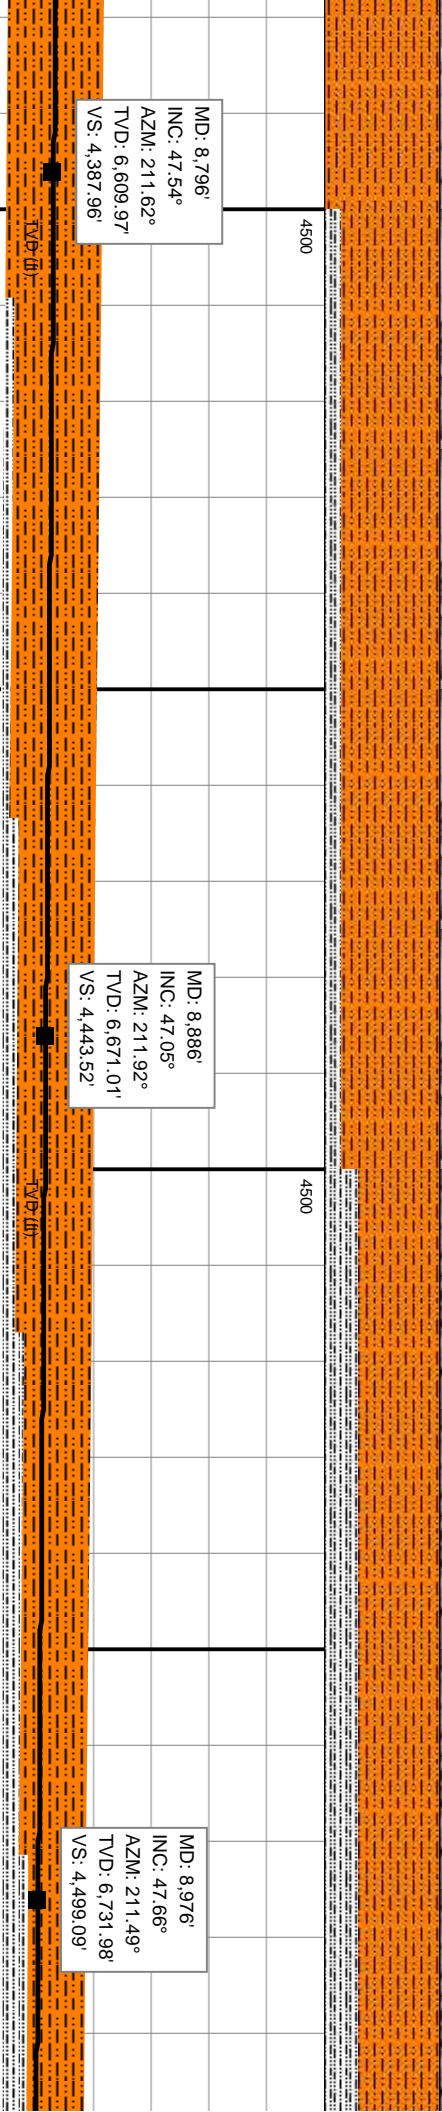 MD: 8,796'
INC: 47.54°
AZM: 211.62°
TVD: 6,609.97'
VS: 4,387.96'
4500
TVD (ft)
MD: 8,886'
INC: 47.05°
AZM: 211.92°
TVD: 6,671.01'
VS: 4,443.52'
4500
TVD (ft)
MD: 8,976'
INC: 47.66°
AZM: 211.49°
TVD: 6,731.98'
VS: 4,499.09'